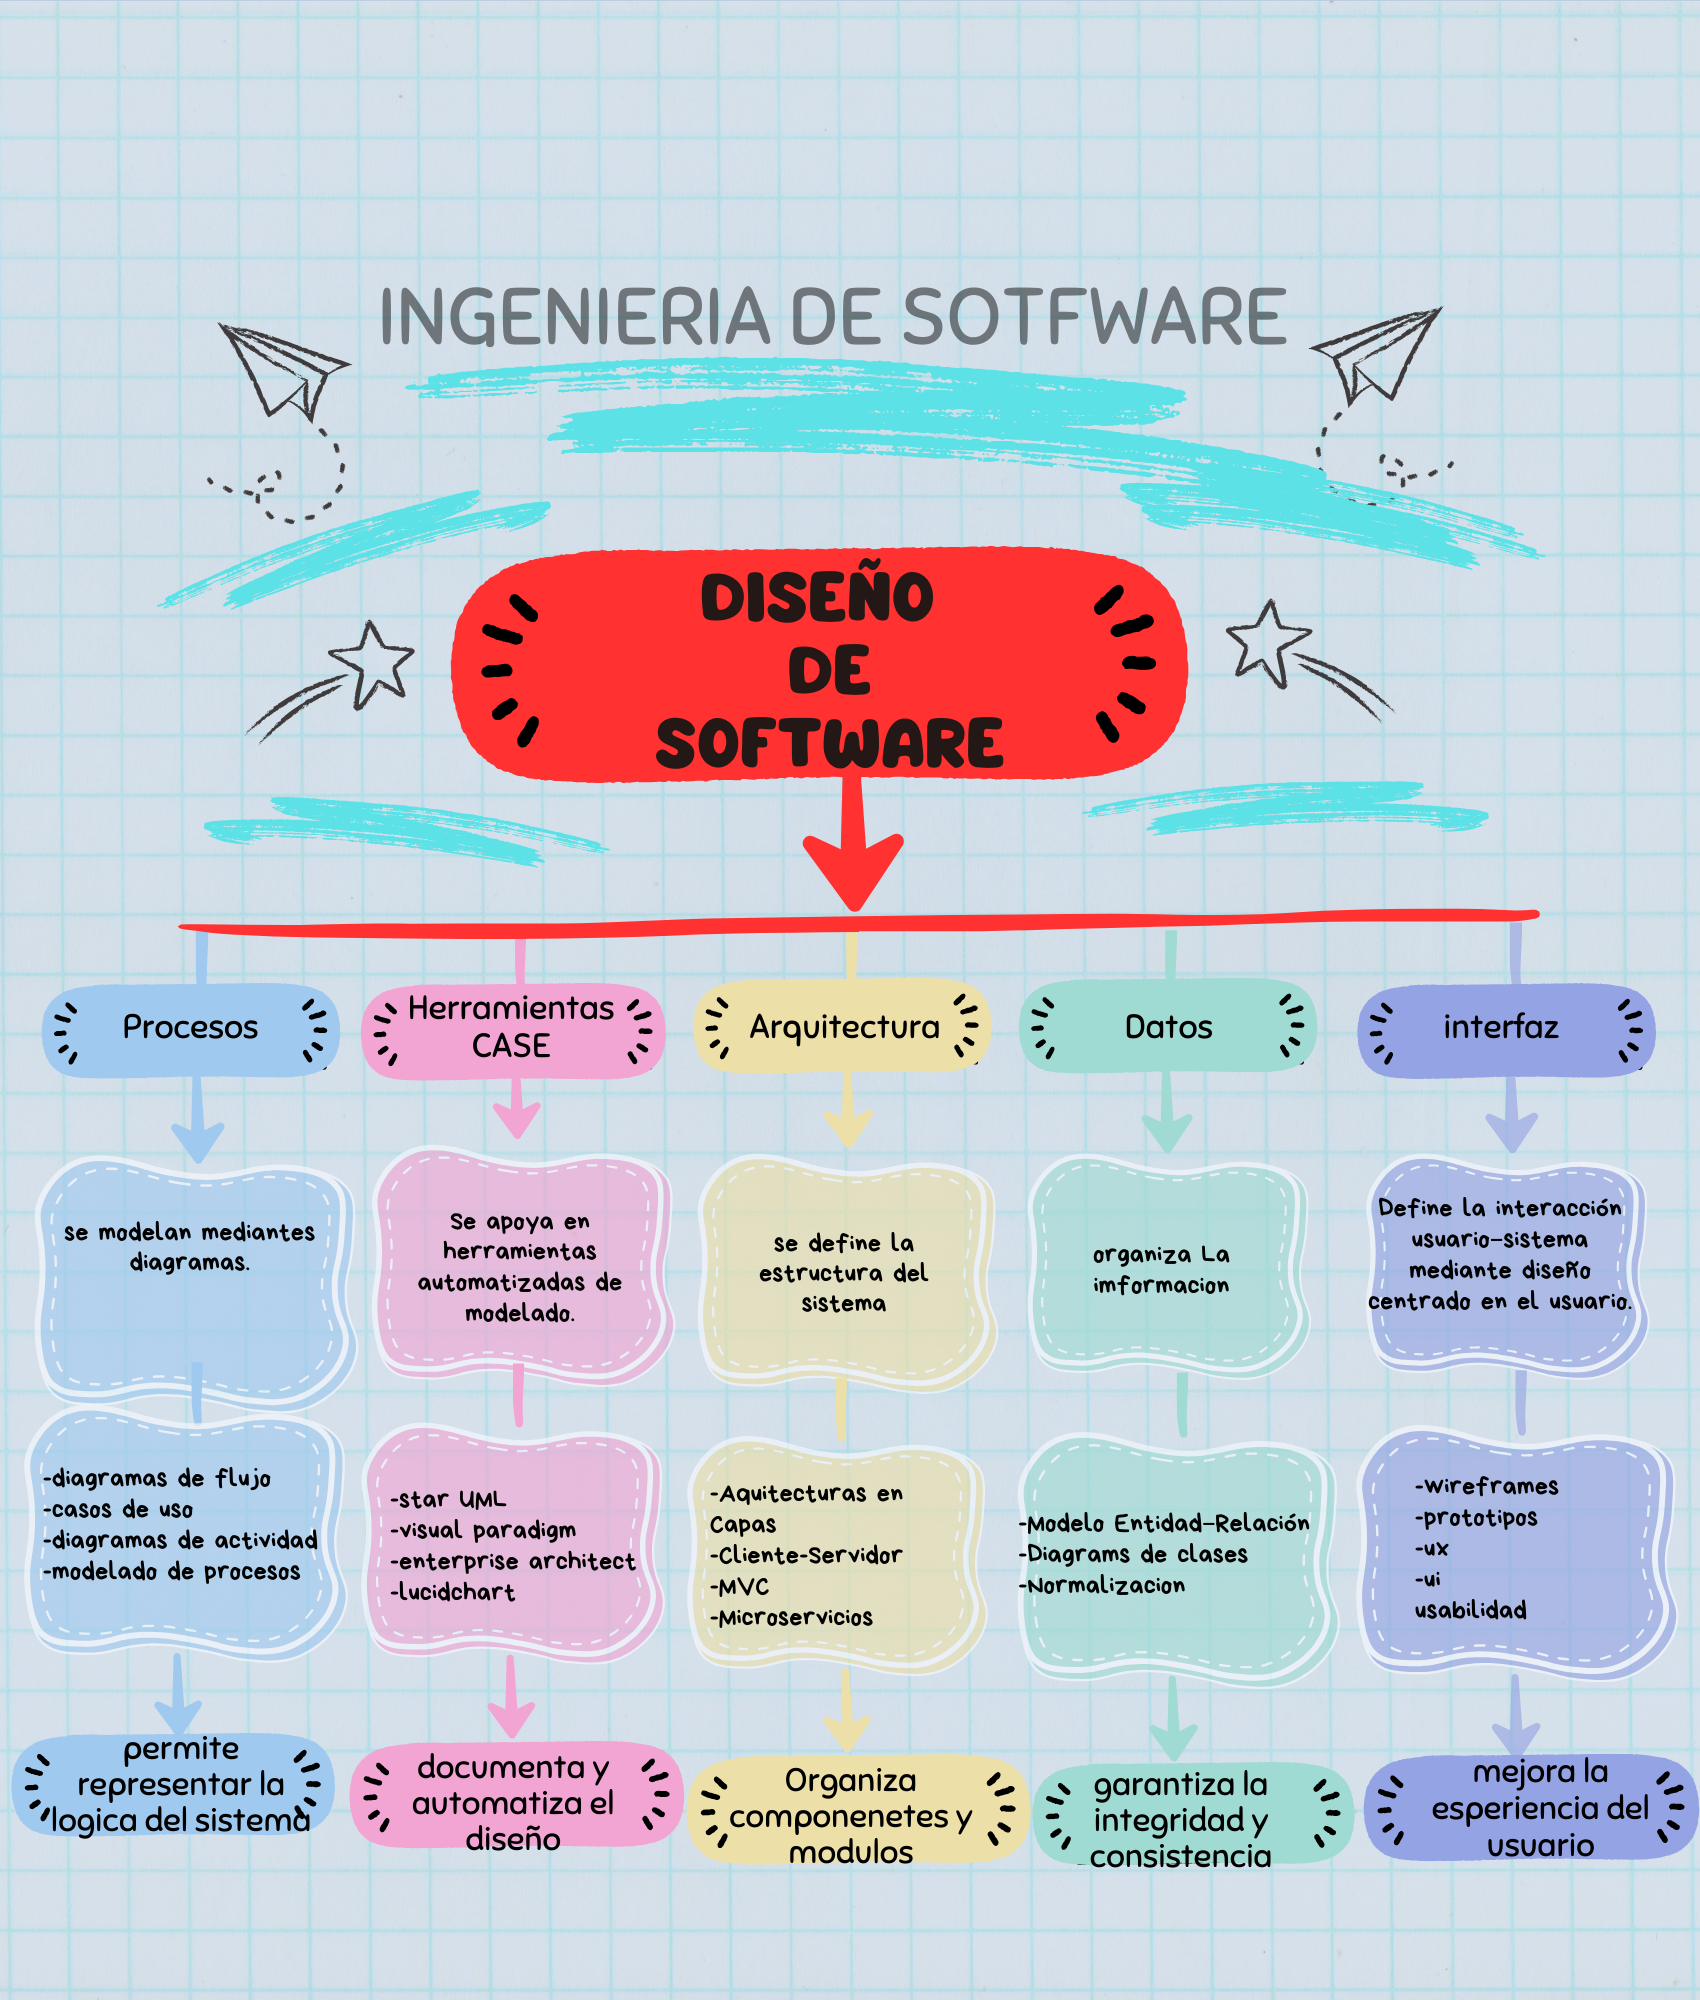 INGENIERIA DE SOTFWARE
DISEÑO
DE
SOFTWARE
Procesos
Herramientas
CASE
Arquitectura
Datos
interfaz
se modelan mediantes
diagramas.
Se apoya en
herramientas
automatizadas de
modelado.
se define la
estructura del
sistema
organiza La
imformacion
Define la interacción
usuario-sistema
mediante diseño
centrado en el usuario.
-diagramas de flujo
-casos de uso
-diagramas de actividad
-modelado de procesos
-star UML
-visual paradigm
-enterprise architect
-lucidchart
-Aquitecturas en
Capas
-Cliente-Servidor
-MVC
-Microservicios
-Modelo Entidad-Relación
-Diagrams de clases
-Normalizacion
-wireframes
-prototipos
-ux
-ui
usabilidad
permite
representar la
logica del sistema
documenta y
automatiza el
diseño
Organiza
componenetes y
modulos
garantiza la
integridad y
consistencia
mejora la
esperiencia del
usuario